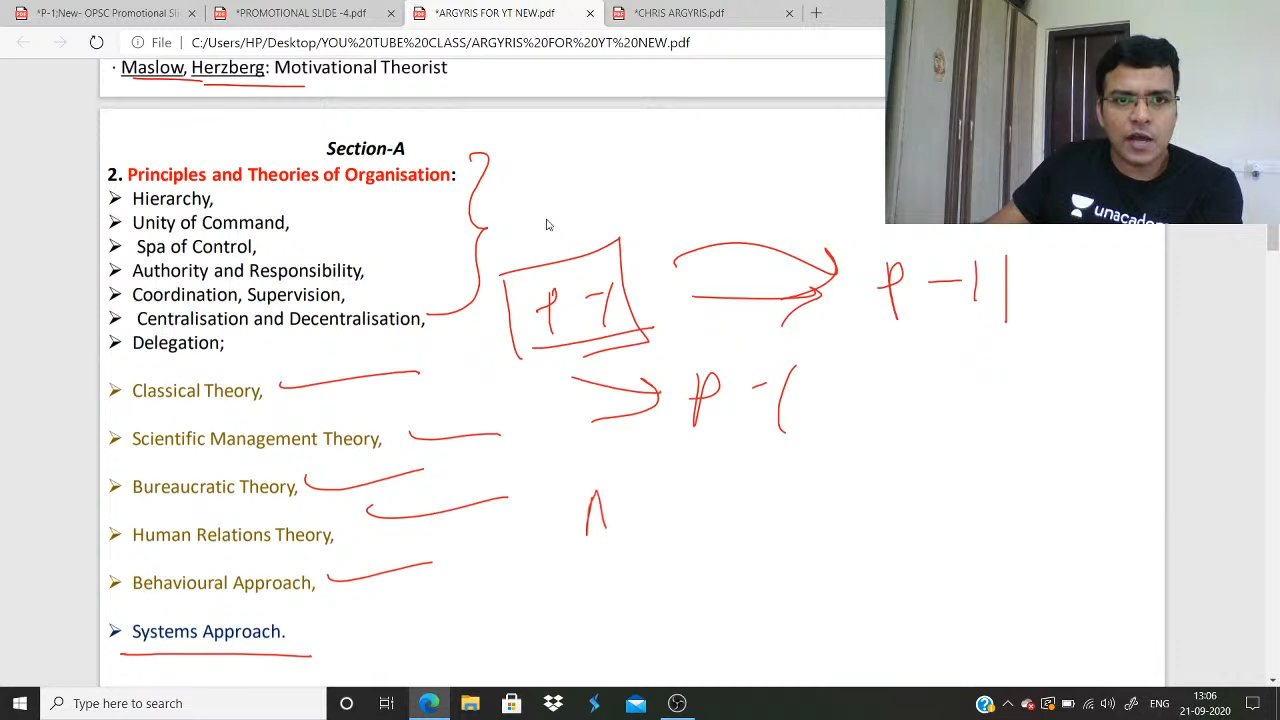 *P-1;New- OPSC Promotional Slid
*PROMOTIONAL SLIDE -4.pdf
*ARGYRIS FOR YT NEW.pdf
*CHRIS ARGYRIS.pdf
File
C:/Users/HP/Desktop/YOU%20TUBE%20CLASS/ARGYRIS%20FOR%20YT%20NEW.pdf
· Maslow, Herzberg: Motivational Theorist
Section-A
2. Principles and Theories of Organisation:
Hierarchy,
Unity of Command,
Spa of Control,
Authority and Responsibility,
Coordination, Supervision,
Centralisation and Decentralisation,
Delegation;
Classical Theory,
Scientific Management Theory,
Bureaucratic Theory,
Human Relations Theory,
Behavioural Approach,
Systems Approach.
P - I
P - II
P - I
unacade
Type here to search
ENG
13:06
21-09-2020